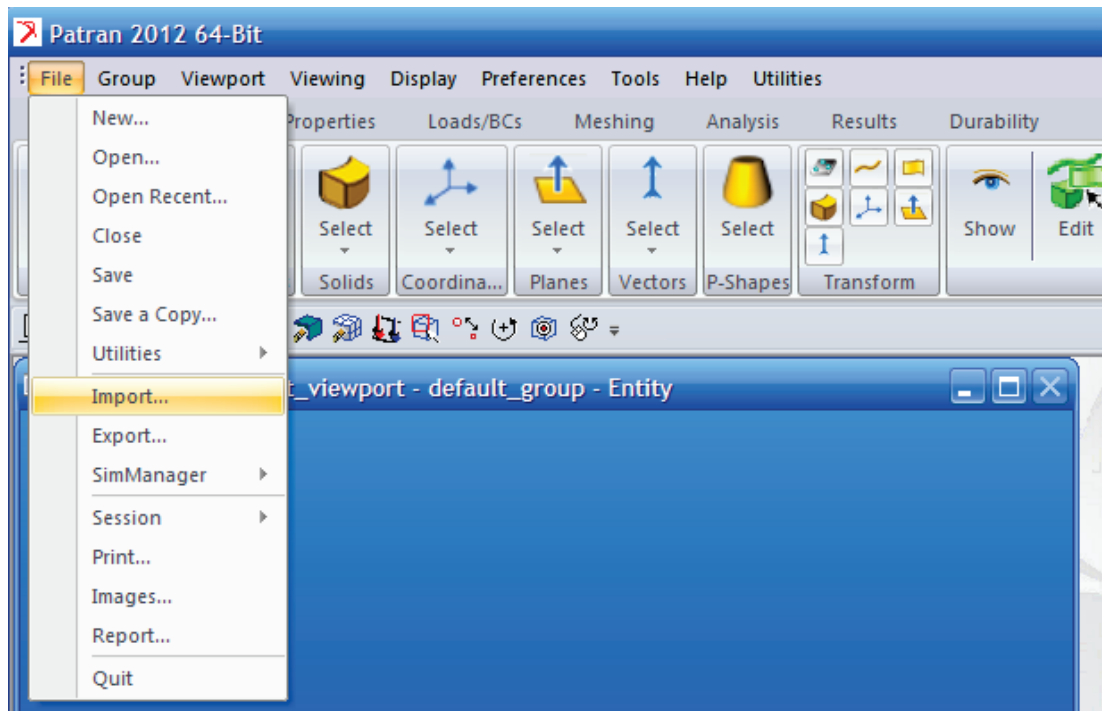 Patran 2012 64-Bit
File Group Viewport Viewing Display Preferences Tools Help Utilities
Properties Loads/BCs Meshing Analysis Results Durability
New...
Open...
Open Recent...
Close
Save
Save a Copy...
Utilities
Import...
Export...
SimManager
Session
Print...
Images...
Report...
Quit
Select Select Select Select Select Show Edit
Solids Coordina... Planes Vectors P-Shapes Transform
t_viewport - default_group - Entity